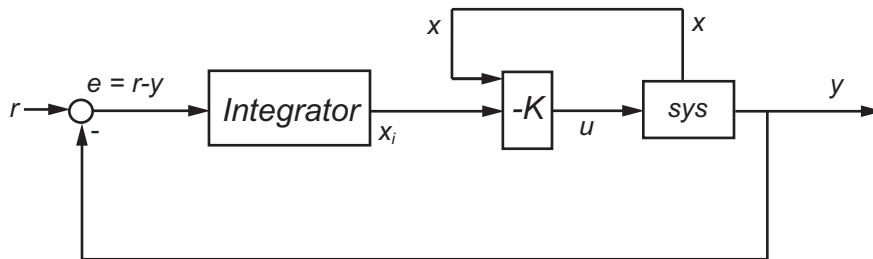 x
x
r
e = r-y
-
Integrator
xi
-K
u
sys
y